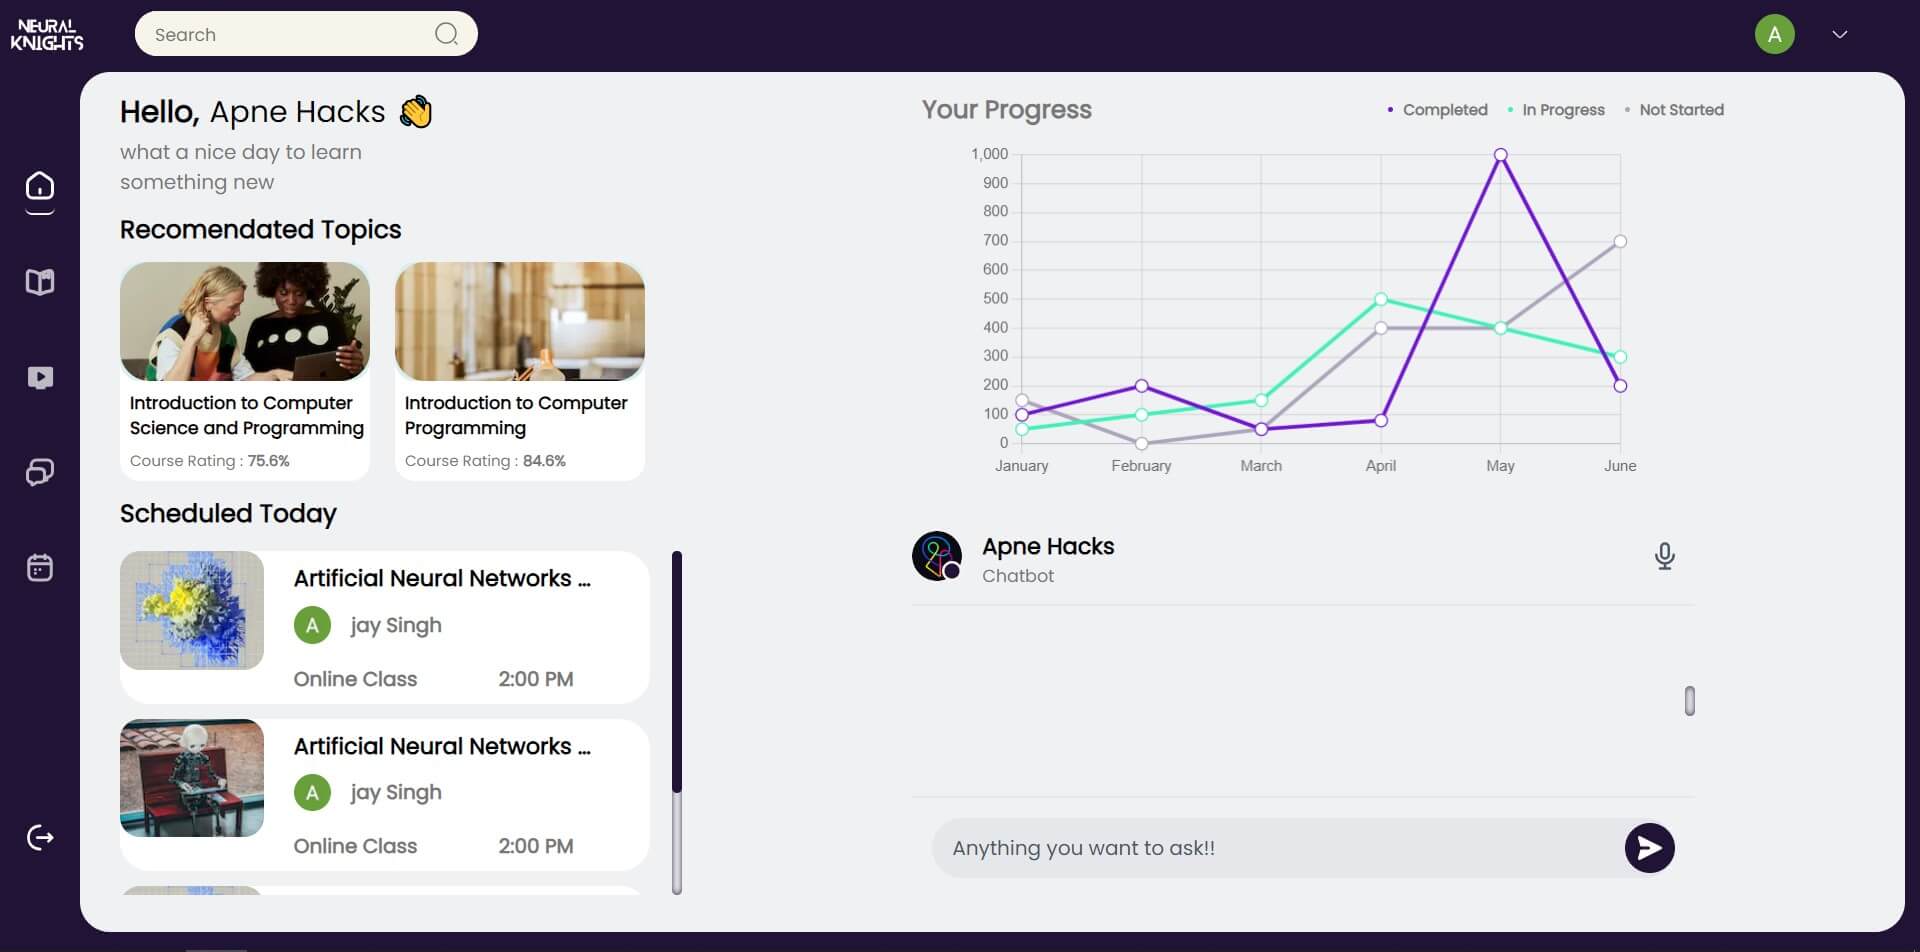 NEURAL
KNIGHTS
Search
A
Hello, Apne Hacks 👋
what a nice day to learn
something new
Recomendated Topics
Introduction to Computer
Science and Programming
Course Rating : 75.6%
Introduction to Computer
Programming
Course Rating : 84.6%
Scheduled Today
Artificial Neural Networks ...
A jay Singh
Online Class 2:00 PM
Artificial Neural Networks ...
A jay Singh
Online Class 2:00 PM
Your Progress
Completed In Progress Not Started
1,000
900
800
700
600
500
400
300
200
100
0
January February March April May June
Apne Hacks
Chatbot
Anything you want to ask!!